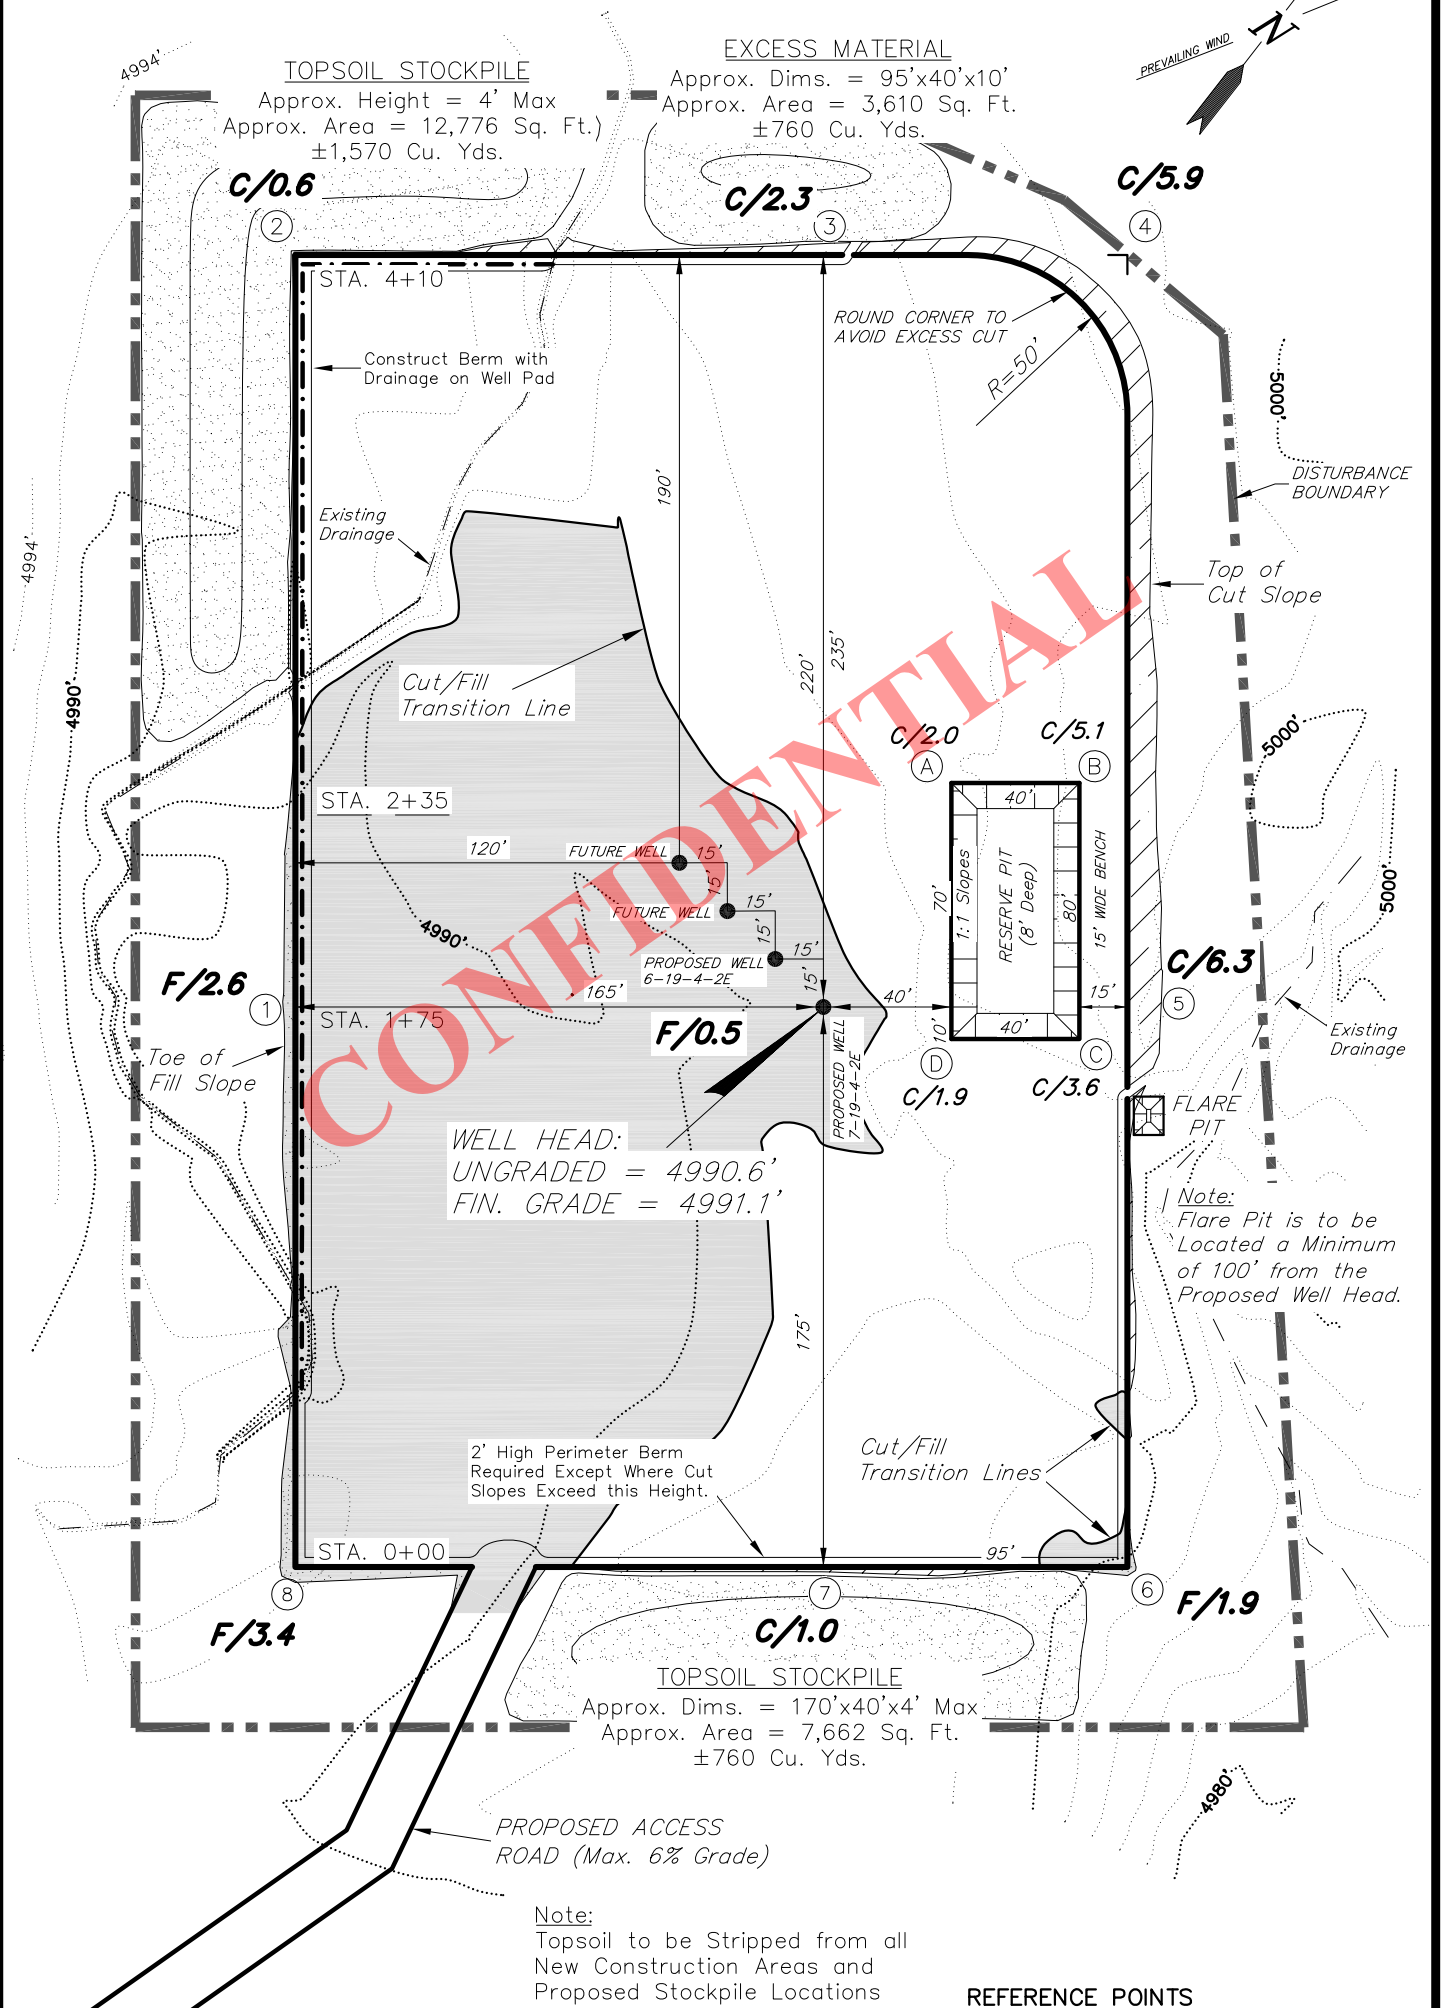 N
PREVAILING WIND
4994'
TOPSOIL STOCKPILE
Approx. Height = 4' Max
Approx. Area = 12,776 Sq. Ft.)
±1,570 Cu. Yds.
EXCESS MATERIAL
Approx. Dims. = 95'x40'x10'
Approx. Area = 3,610 Sq. Ft.
±760 Cu. Yds.
C/0.6
2
C/2.3
3
C/5.9
4
STA. 4+10
Construct Berm with
Drainage on Well Pad
ROUND CORNER TO
AVOID EXCESS CUT
R=50'
5000'
DISTURBANCE
BOUNDARY
190'
Existing
Drainage
4994'
Top of
Cut Slope
220'
235'
Cut/Fill
Transition Line
4990'
C/2.0
A
C/5.1
B
5000'
STA. 2+35
40'
120'
FUTURE WELL
15'
15'
FUTURE WELL
15'
15'
PROPOSED WELL
6-19-4-2E
15'
15'
70'
1:1 Slopes
RESERVE PIT
(8' Deep)
80'
15' WIDE BENCH
5000'
4990'
CONFIDENTIAL
F/2.6
1
165'
STA. 1+75
F/0.5
40'
10'
40'
15'
C/6.3
5
Existing
Drainage
Toe of
Fill Slope
PROPOSED WELL
7-19-4-2E
D
C/1.9
C
C/3.6
FLARE
PIT
WELL HEAD:
UNGRADED = 4990.6'
FIN. GRADE = 4991.1'
Note:
Flare Pit is to be
Located a Minimum
of 100' from the
Proposed Well Head.
175'
2' High Perimeter Berm
Required Except Where Cut
Slopes Exceed this Height.
Cut/Fill
Transition Lines
STA. 0+00
95'
8
F/3.4
7
C/1.0
6
F/1.9
TOPSOIL STOCKPILE
Approx. Dims. = 170'x40'x4' Max
Approx. Area = 7,662 Sq. Ft.
±760 Cu. Yds.
4980'
PROPOSED ACCESS
ROAD (Max. 6% Grade)
Note:
Topsoil to be Stripped from all
New Construction Areas and
Proposed Stockpile Locations
REFERENCE POINTS